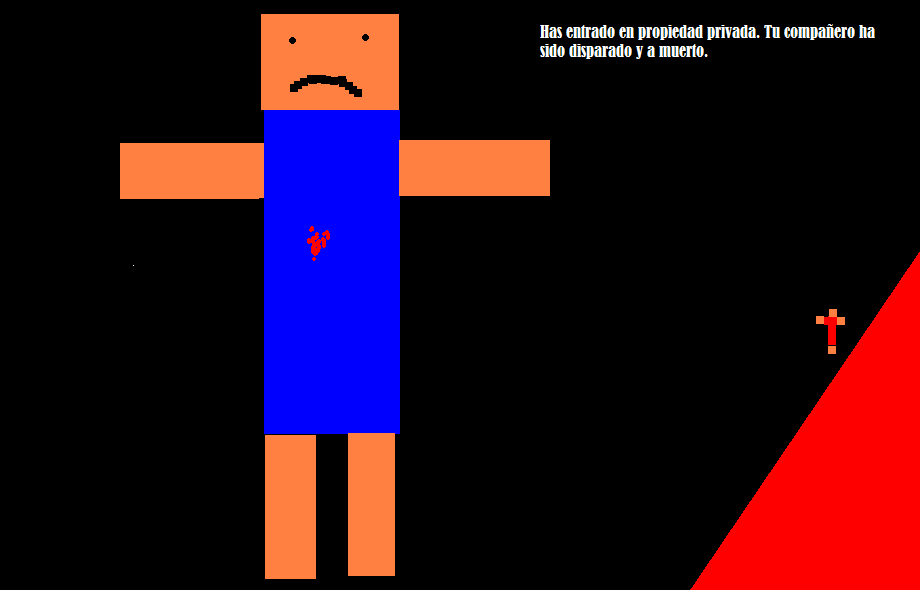 Has entrado en propiedad privada. Tu compañero ha
sido disparado y a muerto.